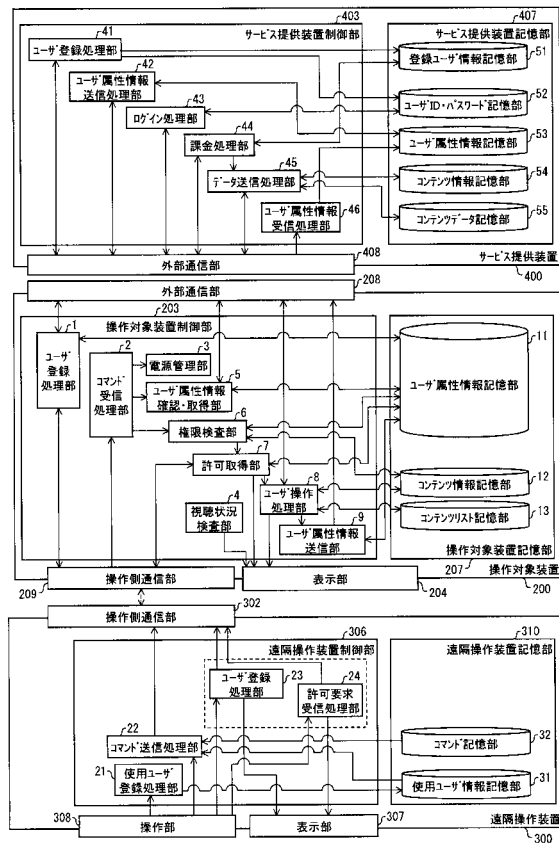 403
サービス提供装置制御部
407
サービス提供装置記憶部
41
ユーザ登録処理部
51
登録ユーザ情報記憶部
42
ユーザ属性情報
送信処理部
52
ユーザID・パスワード記憶部
43
ログイン処理部
53
ユーザ属性情報記憶部
44
課金処理部
54
コンテンツ情報記憶部
45
データ送信処理部
55
コンテンツデータ記憶部
46
ユーザ属性情報
受信処理部
外部通信部
408
サービス提供装置
400
外部通信部
208
203
操作対象装置制御部
1
ユーザ
登録
処理部
2
コマンド
受信
処理部
3
電源管理部
5
ユーザ属性情報
確認・取得部
6
権限検査部
7
許可取得部
8
ユーザ操作
処理部
4
視聴状況
検査部
9
ユーザ属性情報
送信部
11
ユーザ属性情報記憶部
12
コンテンツ情報記憶部
13
コンテンツリスト記憶部
操作対象装置記憶部
207
操作対象装置
200
操作側通信部
209
表示部
204
操作側通信部
302
306
遠隔操作装置制御部
310
遠隔操作装置記憶部
23
ユーザ登録
処理部
24
許可要求
受信処理部
22
コマンド送信処理部
32
コマンド記憶部
21
使用ユーザ
登録処理部
31
使用ユーザ情報記憶部
308
操作部
表示部
307
遠隔操作装置
300